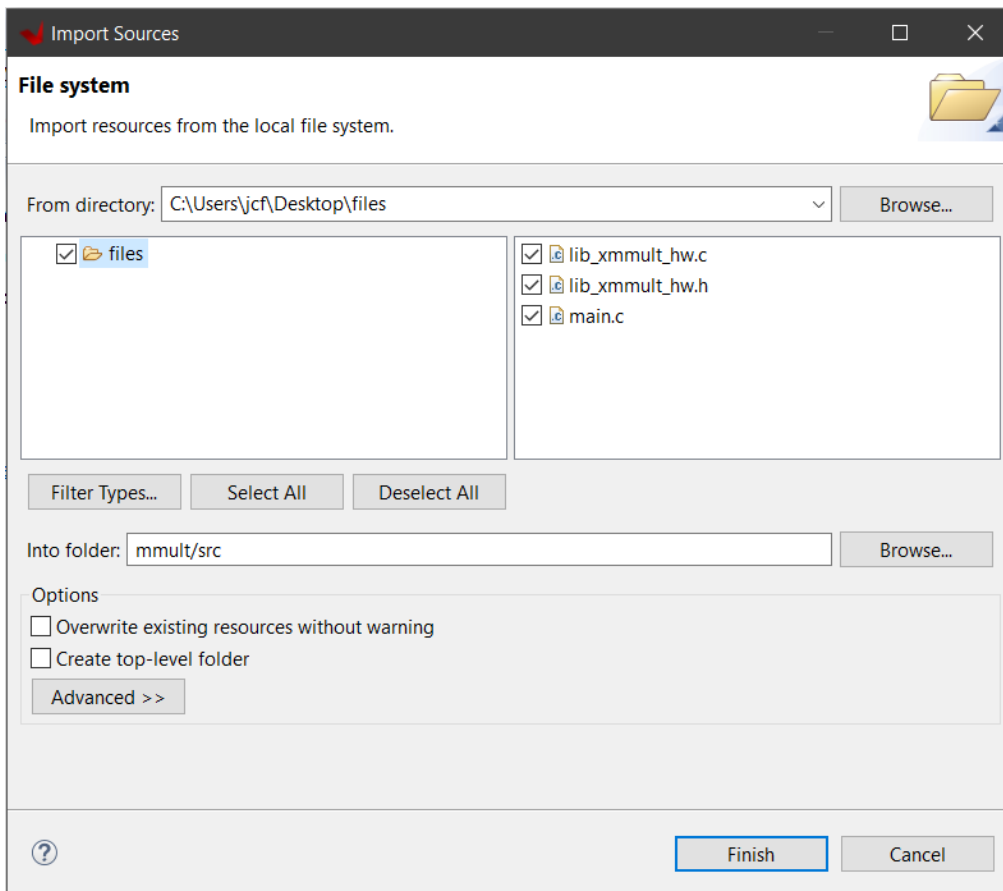 Import Sources
File system
Import resources from the local file system.
From directory: C:\Users\jcf\Desktop\files Browse...
files
lib_xmmult_hw.c
lib_xmmult_hw.h
main.c
Filter Types... Select All Deselect All
Into folder: mmult/src Browse...
Options
Overwrite existing resources without warning
Create top-level folder
Advanced >>
Finish Cancel